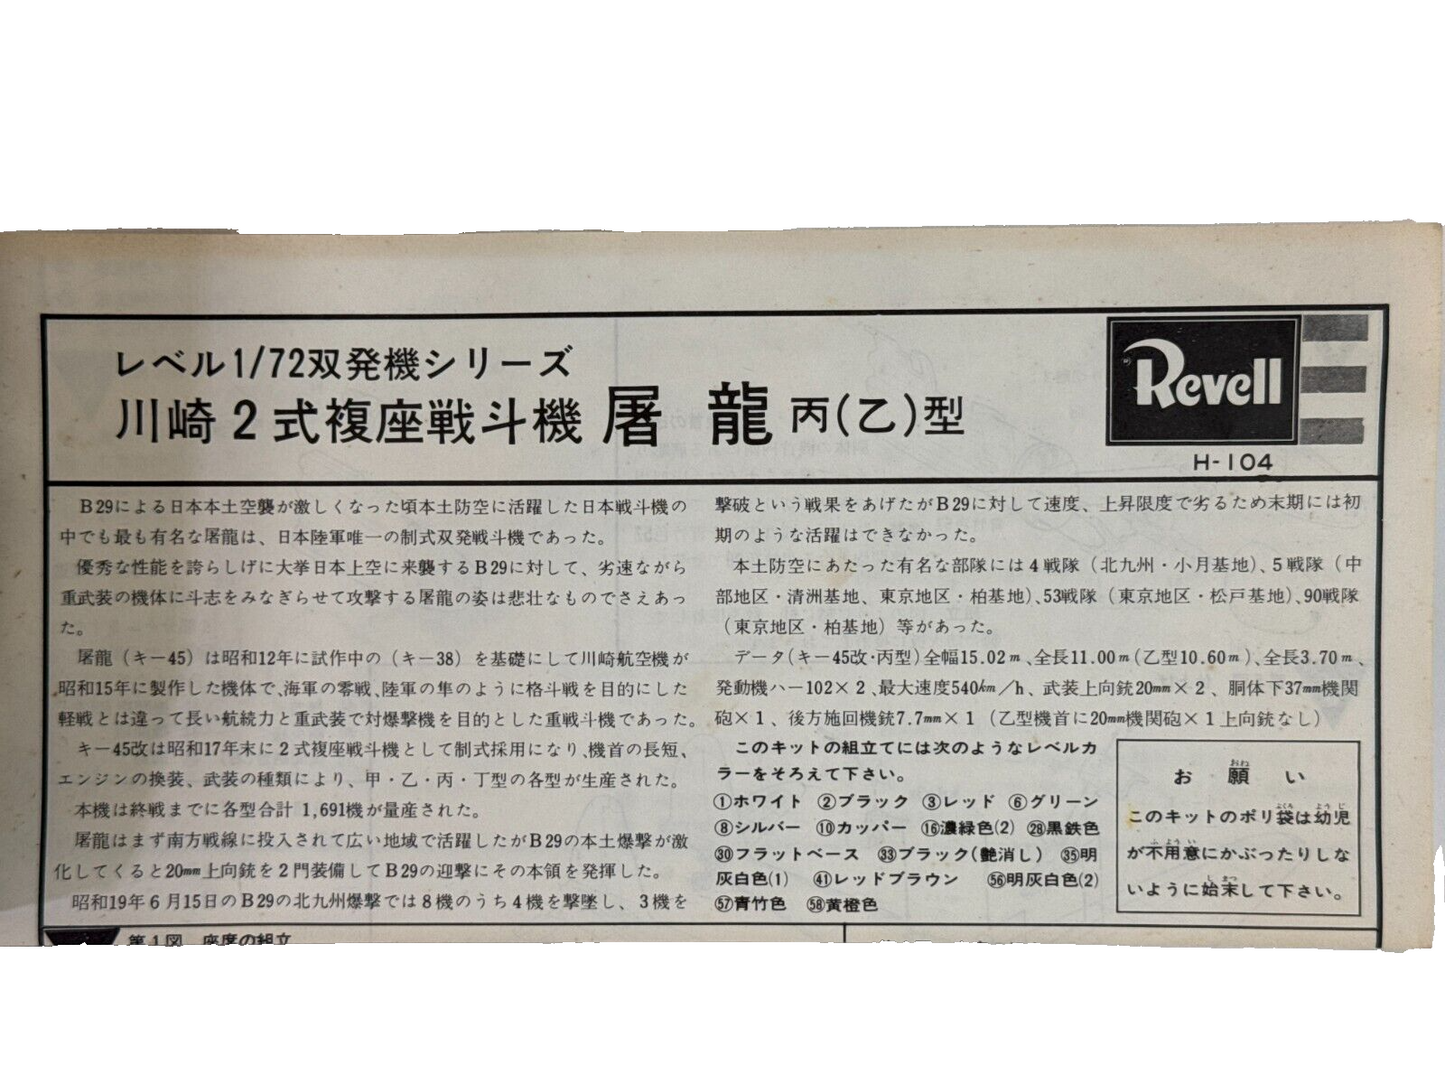 レベル1/72双発機シリーズ
川崎2式複座戦斗機 屠龍 丙(乙)型
Revell
H-104
B29による日本本土空襲が激しくなった頃本土防空に活躍した日本戦斗機の
中でも最も有名な屠龍は、日本陸軍唯一の制式双発戦斗機であった。
優秀な性能を誇らしげに大挙日本上空に来襲するB29に対して、劣速ながら
重武装の機体に斗志をみなぎらせて攻撃する屠龍の姿は悲壮なものでさえあっ
た。
屠龍（キー45）は昭和12年に試作中の（キー38）を基礎にして川崎航空機が
昭和15年に製作した機体で、海軍の零戦、陸軍の隼のように格斗戦を目的にした
軽戦とは違って長い航続力と重武装で対爆撃機を目的とした重戦斗機であった。
キー45改は昭和17年末に2式複座戦斗機として制式採用になり、機首の長短、
エンジンの換装、武装の種類により、甲・乙・丙・丁型の各型が生産された。
本機は終戦までに各型合計 1,691機が量産された。
屠龍はまず南方戦線に投入されて広い地域で活躍したがB29の本土爆撃が激
化してくると20mm上向銃を2門装備してB29の迎撃にその本領を発揮した。
昭和19年6月15日のB29の北九州爆撃では8機のうち4機を撃墜し、3機を
撃破という戦果をあげたがB29に対して速度、上昇限度で劣るため末期には初
期のような活躍はできなかった。
本土防空にあたった有名な部隊には4戦隊（北九州・小月基地）、5戦隊（中
部地区・清洲基地、東京地区・柏基地）、53戦隊（東京地区・松戸基地）、90戦隊
（東京地区・柏基地）等があった。
データ(キー45改・丙型)全幅15.02m、全長11.00m(乙型10.60m)、全長3.70m、
発動機ハー102×2、最大速度540km/h、武装上向銃20mm×2、胴体下37mm機関
砲×1、後方施回機銃7.7mm×1（乙型機首に20mm機関砲×1上向銃なし）
このキットの組立てには次のようなレベルカ
ラーをそろえて下さい。
①ホワイト ②ブラック ③レッド ⑥グリーン
⑧シルバー ⑩カッパー ⑯濃緑色(2) ㉘黒鉄色
㉚フラットベース ㉝ブラック(艶消し) ㉟明
灰白色(1) ㊶レッドブラウン ㊺明灰白色(2)
㊼青竹色 ㊽黄橙色
お願い
このキットのポリ袋は幼児
が不用意にかぶったりしな
いように始末して下さい。
第1図 座席の組立